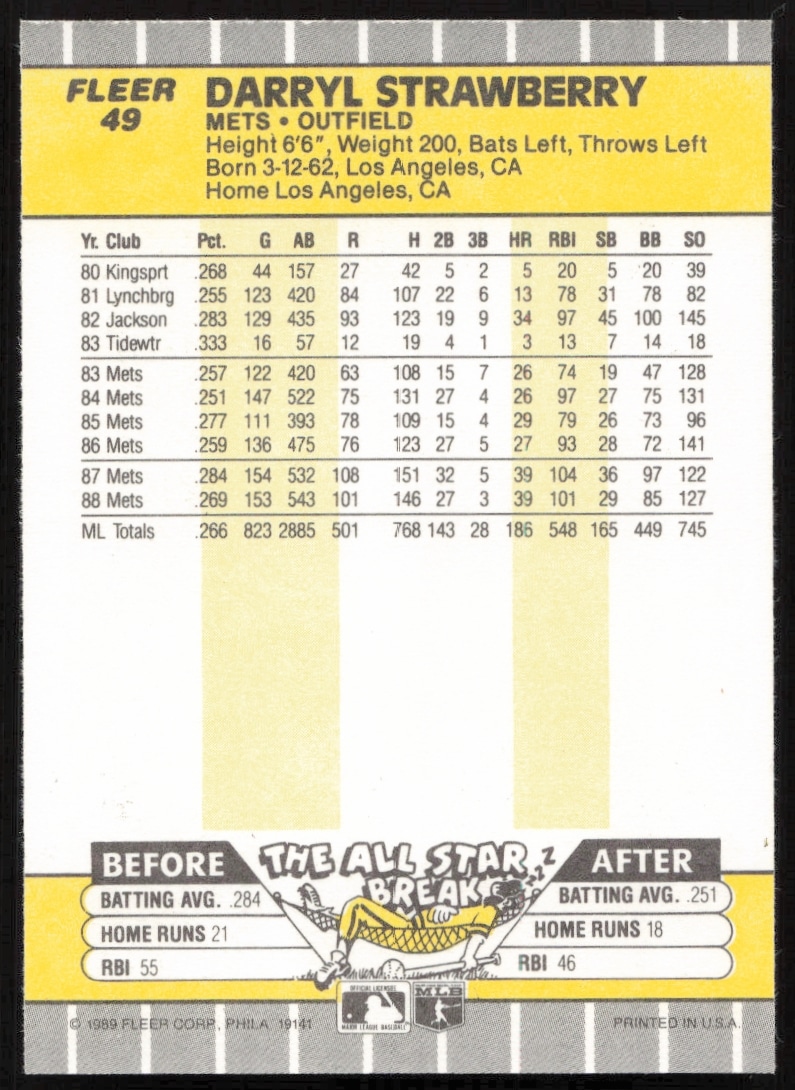 FLEER
49
DARRYL STRAWBERRY
METS • OUTFIELD
Height 6'6", Weight 200, Bats Left, Throws Left
Born 3-12-62, Los Angeles, CA
Home Los Angeles, CA
Yr. Club Pct. G AB R H 2B 3B HR RBI SB BB SO
80 Kingsprt .268 44 157 27 42 5 2 5 20 5 20 39
81 Lynchbrg .255 123 420 84 107 22 6 13 78 31 78 82
82 Jackson .283 129 435 93 123 19 9 34 97 45 100 145
83 Tidewtr .333 16 57 12 19 4 1 3 13 7 14 18
83 Mets .257 122 420 63 108 15 7 26 74 19 47 128
84 Mets .251 147 522 75 131 27 4 26 97 27 75 131
85 Mets .277 111 393 78 109 15 4 29 79 26 73 96
86 Mets .259 136 475 76 123 27 5 27 93 28 72 141
87 Mets .284 154 532 108 151 32 5 39 104 36 97 122
88 Mets .269 153 543 101 146 27 3 39 101 29 85 127
ML Totals .266 823 2885 501 768 143 28 186 548 165 449 745
THE ALL STAR
BREAK
zzZ
BEFORE
BATTING AVG. .284
HOME RUNS 21
RBI 55
AFTER
BATTING AVG. .251
HOME RUNS 18
RBI 46
OFFICIAL LICENSEE
MAJOR LEAGUE BASEBALL
MLB
© 1989 FLEER CORP., PHILA 19141
PRINTED IN U.S.A.